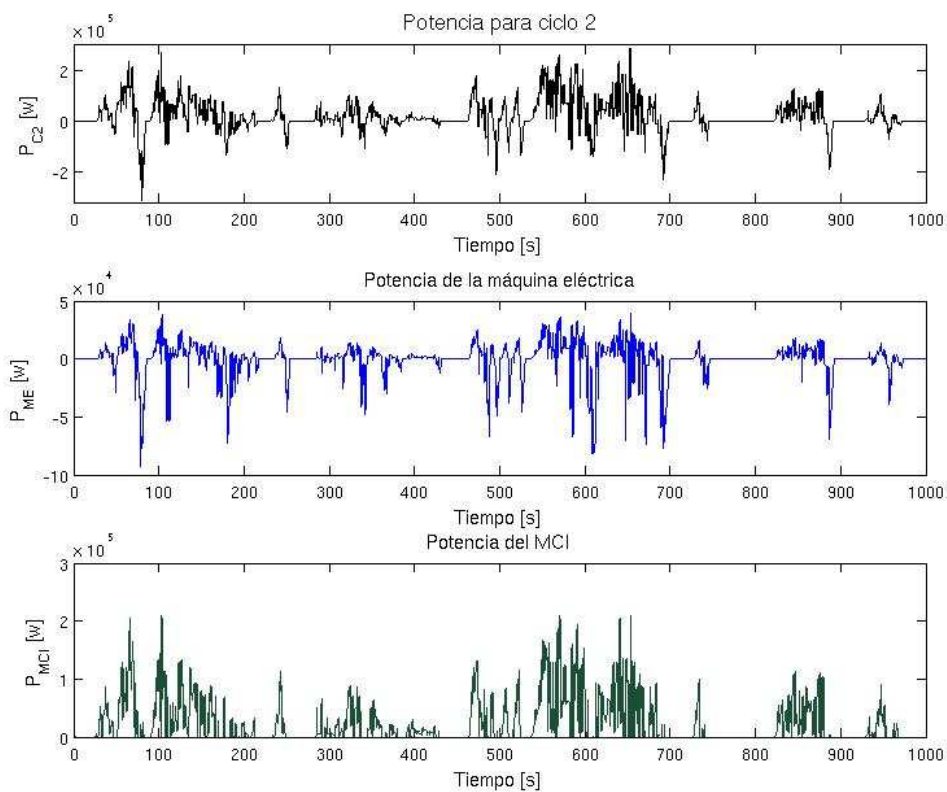 Potencia para ciclo 2
× 10 5
P C2 [w]
2
0
-2
0 100 200 300 400 500 600 700 800 900 1000
Tiempo [s]
Potencia de la máquina eléctrica
× 10 4
P ME [w]
5
0
-5
-10
0 100 200 300 400 500 600 700 800 900 1000
Tiempo [s]
Potencia del MCI
× 10 5
P MCI [w]
3
2
1
0
0 100 200 300 400 500 600 700 800 900 1000
Tiempo [s]